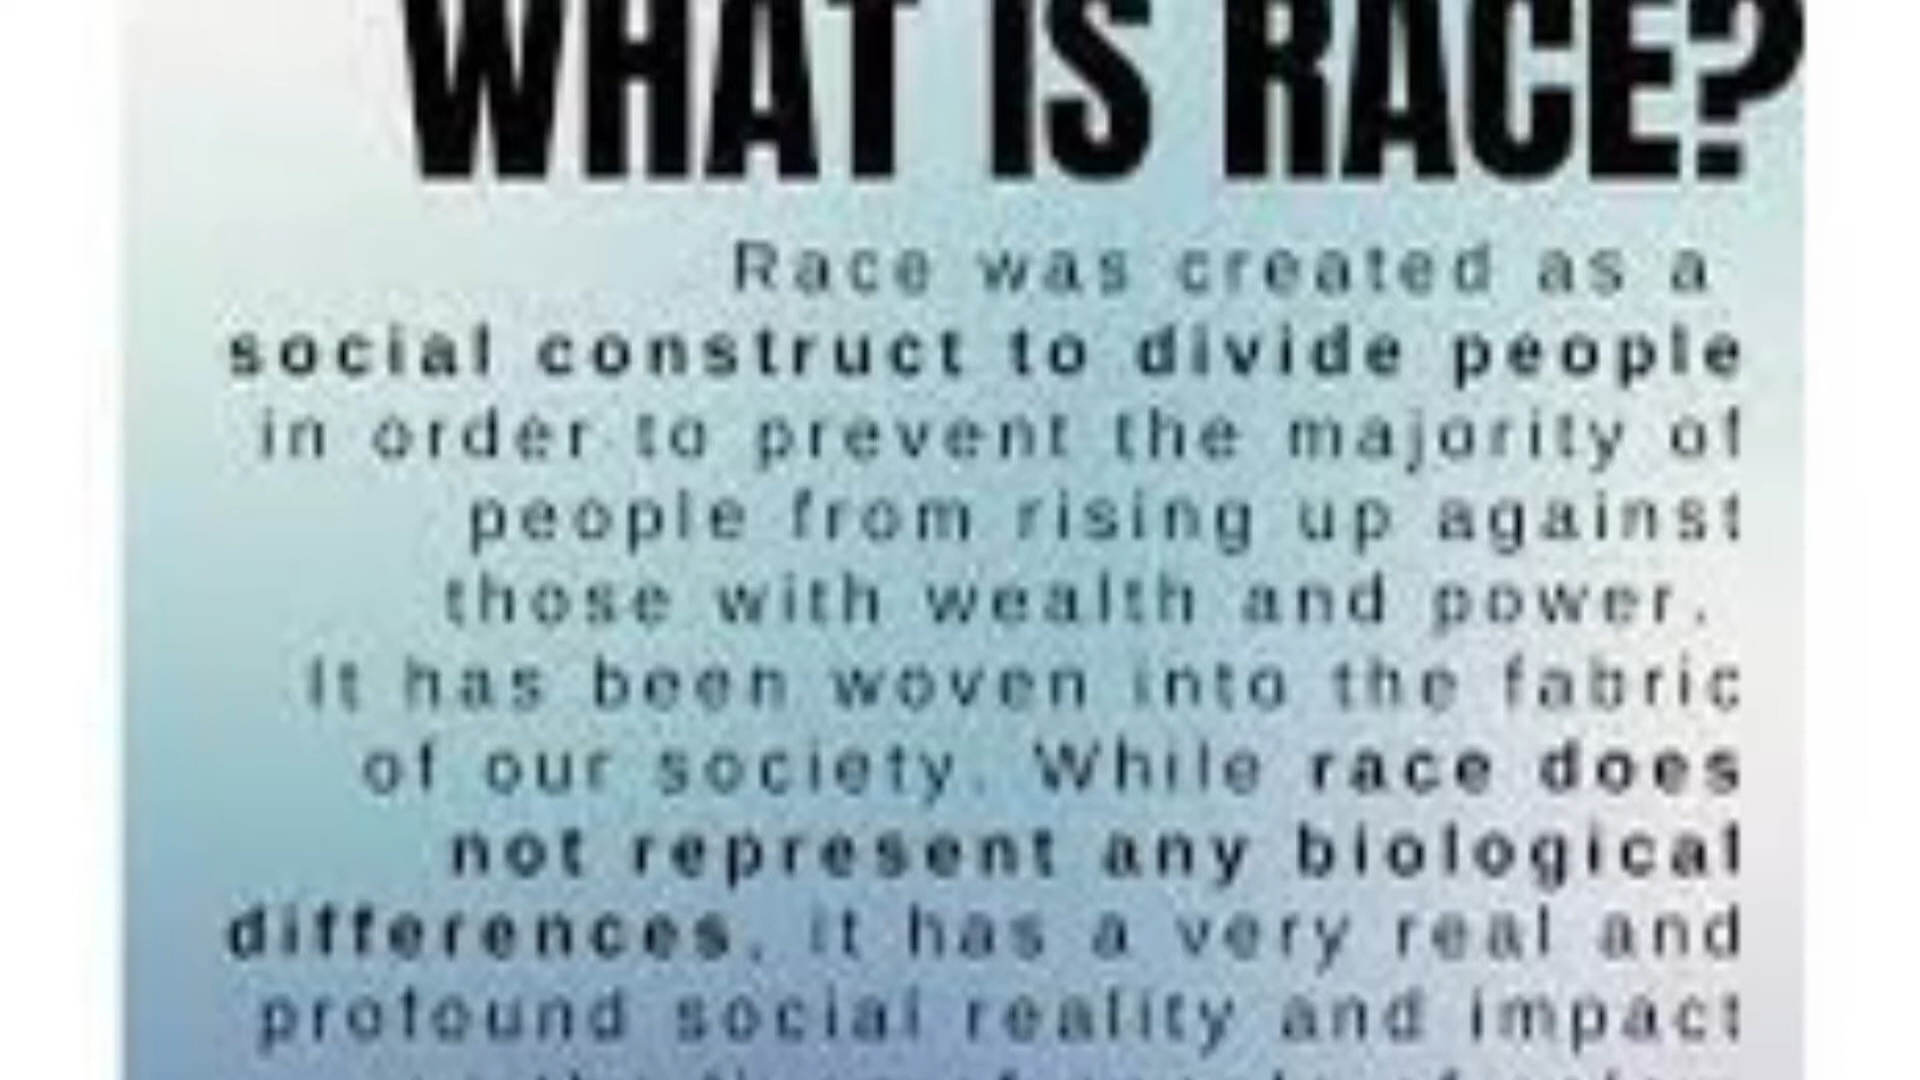 WHAT IS RACE?
Race was created as a
social construct to divide people
in order to prevent the majority of
people from rising up against
those with wealth and power.
It has been woven into the fabric
of our society. While race does
not represent any biological
differences, it has a very real and
profound social reality and impact